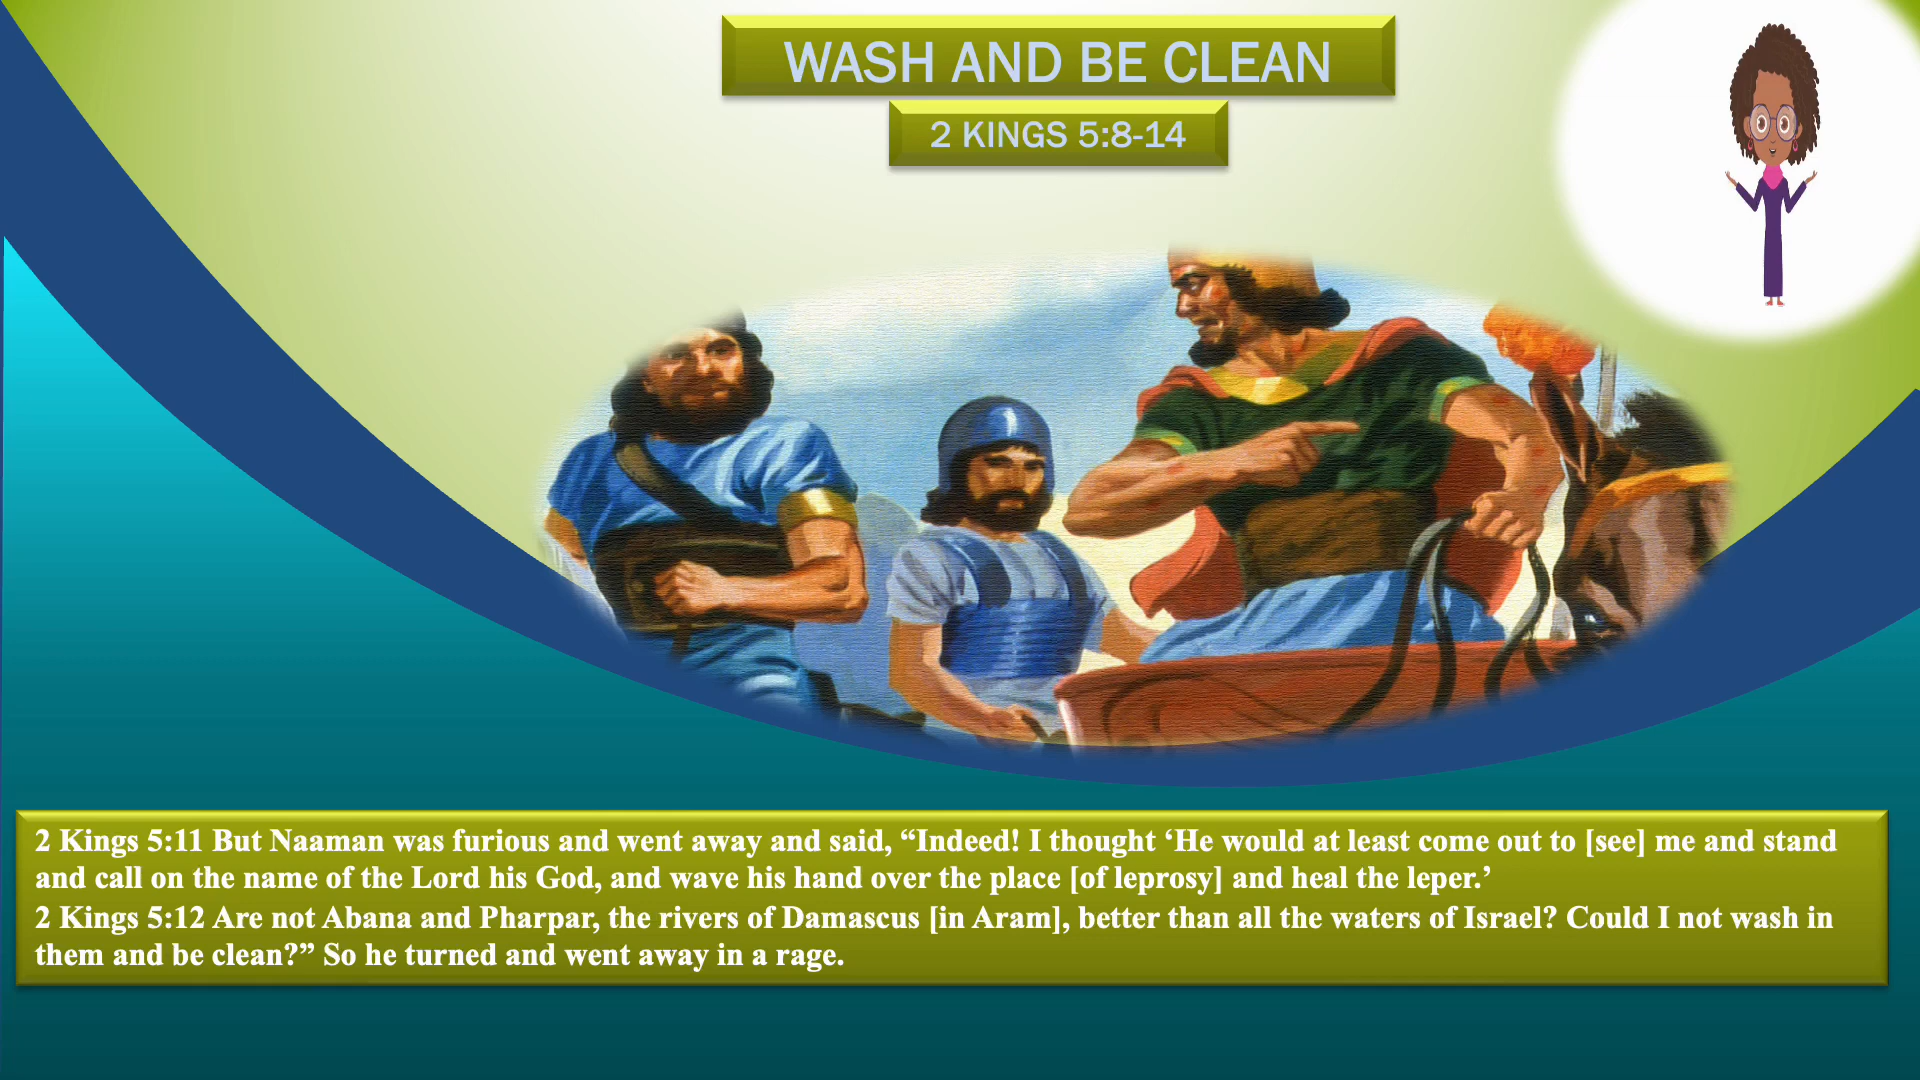 WASH AND BE CLEAN
2 KINGS 5:8-14
2 Kings 5:11 But Naaman was furious and went away and said, “Indeed! I thought ‘He would at least come out to [see] me and stand
and call on the name of the Lord his God, and wave his hand over the place [of leprosy] and heal the leper.’
2 Kings 5:12 Are not Abana and Pharpar, the rivers of Damascus [in Aram], better than all the waters of Israel? Could I not wash in
them and be clean?” So he turned and went away in a rage.